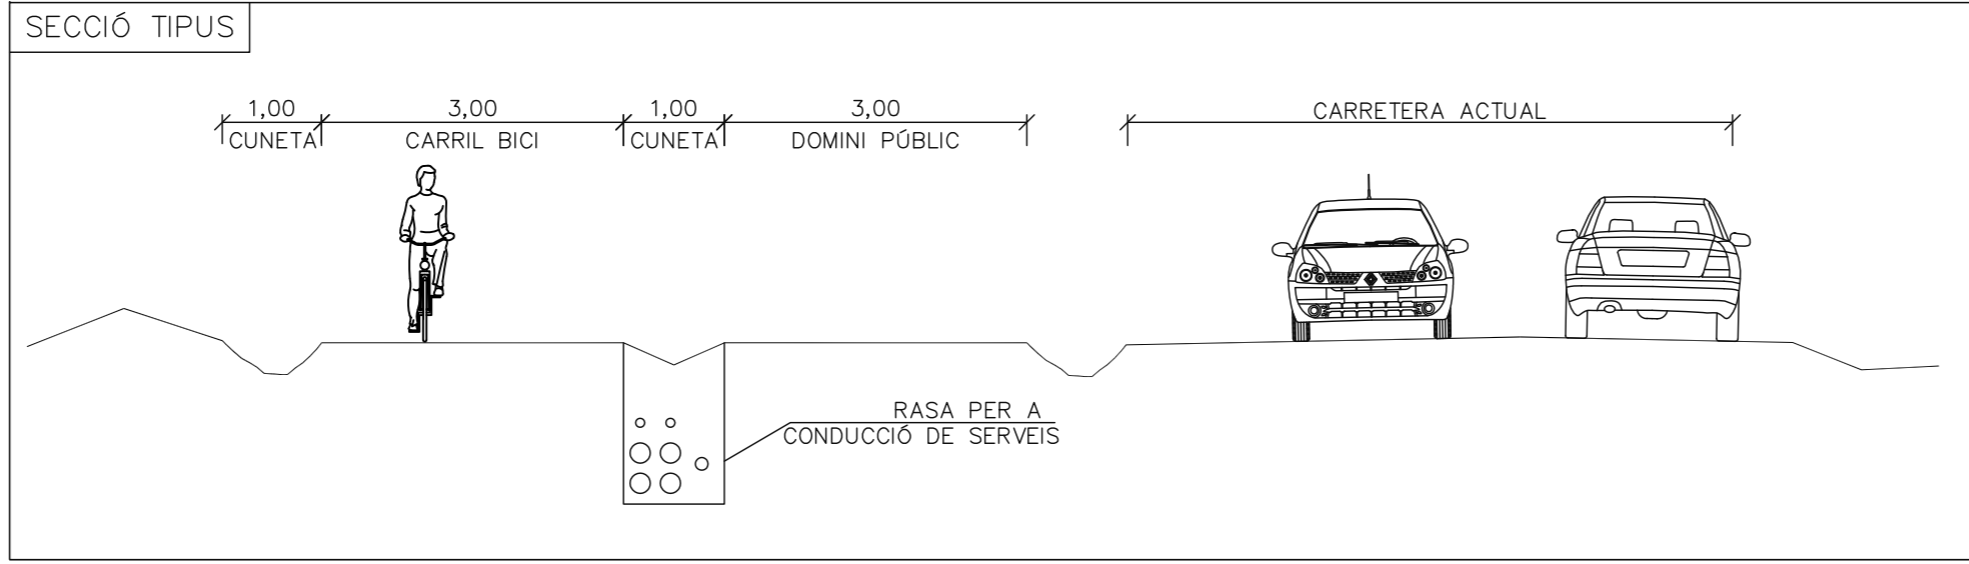 SECCIÓ TIPUS
1,00 3,00 1,00 3,00 CARRETERA ACTUAL
CUNETA CARRIL BICI CUNETA DOMINI PÚBLIC
RASA PER A
CONDUCCIÓ DE SERVEIS